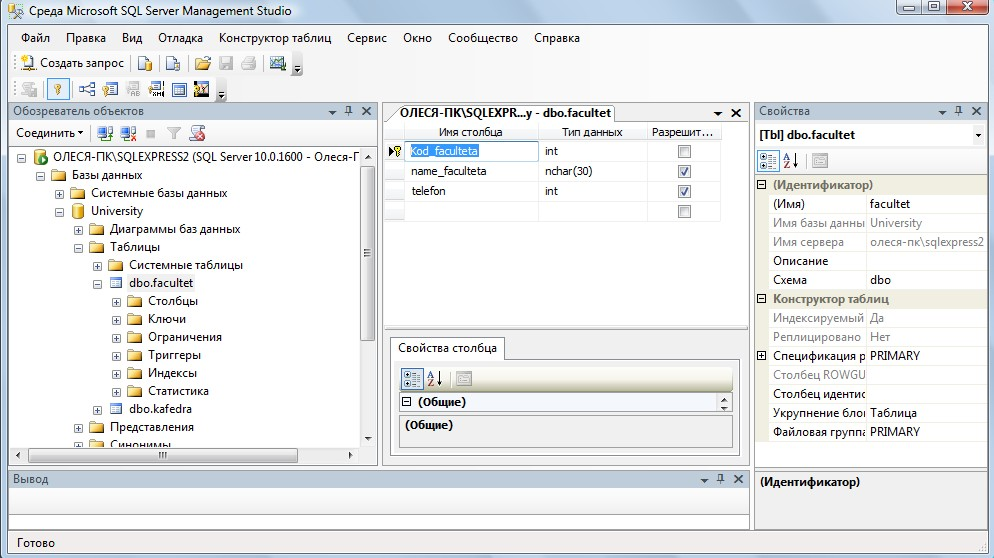 Среда Microsoft SQL Server Management Studio
Файл Правка Вид Отладка Конструктор таблиц Сервис Окно Сообщество Справка
Создать запрос
Обозреватель объектов
Соединить
ОЛЕСЯ-ПК\SQLEXPRESS2 (SQL Server 10.0.1600 - Олеся-П
Базы данных
Системные базы данных
University
Диаграммы баз данных
Таблицы
Системные таблицы
dbo.facultet
Столбцы
Ключи
Ограничения
Триггеры
Индексы
Статистика
dbo.kafedra
Представления
Синонимы
ОЛЕСЯ-ПК\SQLEXPR...y - dbo.facultet
Имя столбца Тип данных Разрешит...
Kod_faculteta int
name_faculteta nchar(30)
telefon int
Свойства столбца
(Общие)
(Общие)
Свойства
[Tbl] dbo.facultet
(Идентификатор)
(Имя) facultet
Имя базы данны University
Имя сервера олеся-пк\sqlexpress2
Описание
Схема dbo
Конструктор таблиц
Индексируемый Да
Реплицировано Нет
Спецификация р PRIMARY
Столбец ROWGU
Столбец иденти
Укрупнение бло Таблица
Файловая группа PRIMARY
(Идентификатор)
Вывод
Готово